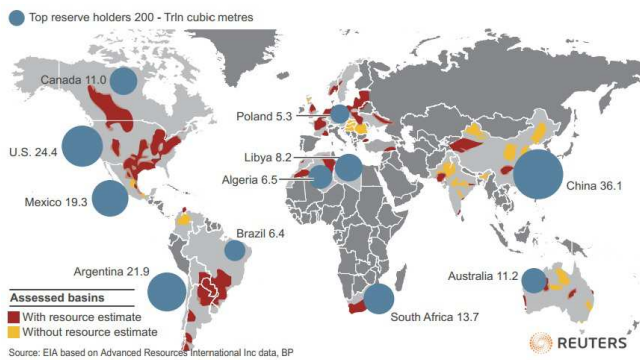 Top reserve holders 200 - Trln cubic metres
Canada 11.0
Poland 5.3
U.S. 24.4
Libya 8.2
Algeria 6.5
China 36.1
Mexico 19.3
Brazil 6.4
Argentina 21.9
Australia 11.2
South Africa 13.7
Assessed basins
With resource estimate
Without resource estimate
REUTERS
Source: EIA based on Advanced Resources International Inc data, BP